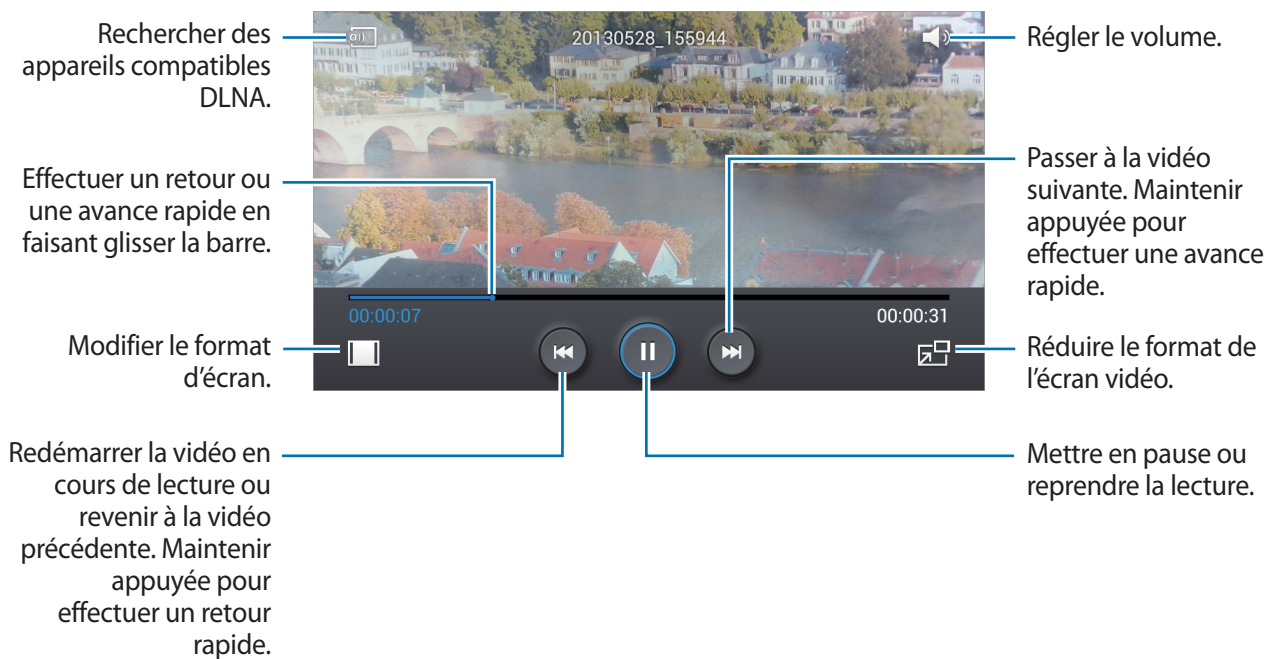 Rechercher des
appareils compatibles
DLNA.
20130528_155944
Régler le volume.
Effectuer un retour ou
une avance rapide en
faisant glisser la barre.
Passer à la vidéo
suivante. Maintenir
appuyée pour
effectuer une avance
rapide.
00:00:07
00:00:31
Modifier le format
d'écran.
Réduire le format de
l'écran vidéo.
Redémarrer la vidéo en
cours de lecture ou
revenir à la vidéo
précédente. Maintenir
appuyée pour
effectuer un retour
rapide.
Mettre en pause ou
reprendre la lecture.